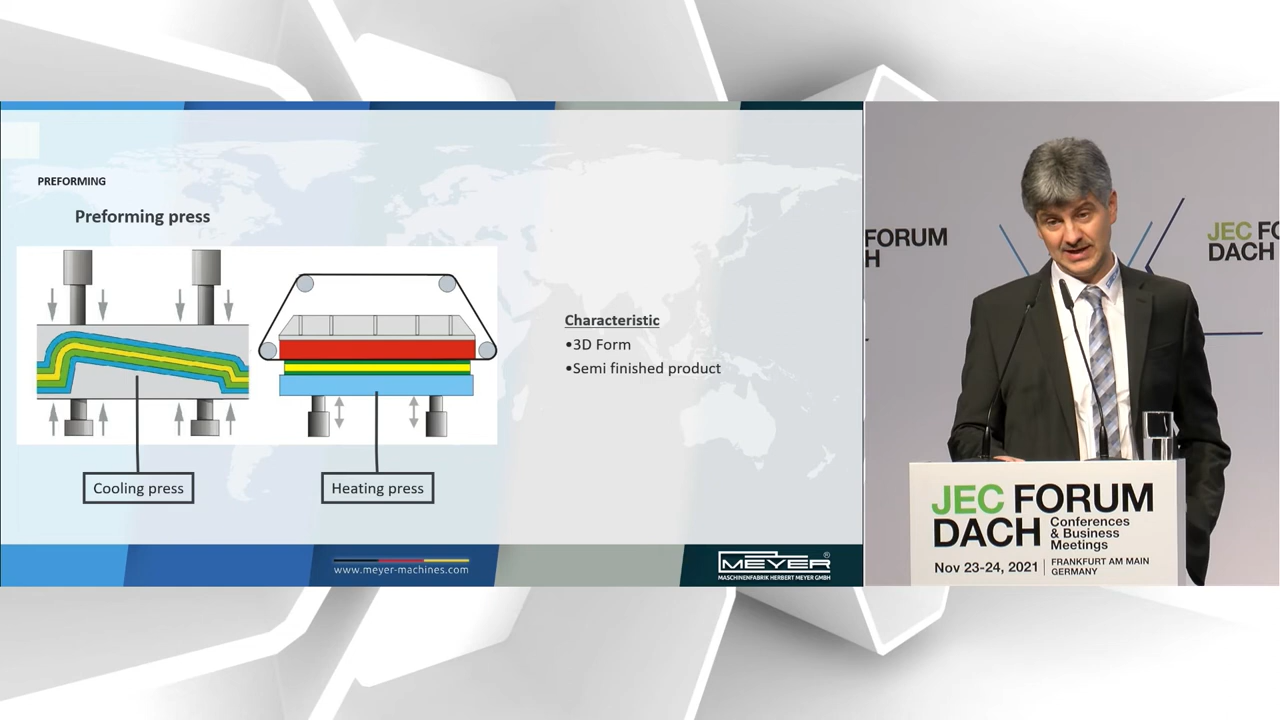 PREFORMING
Preforming press
Characteristic
•3D Form
•Semi finished product
Cooling press
Heating press
www.meyer-machines.com
MEYER®
MASCHINENFABRIK HERBERT MEYER GMBH
FORUM
H
JEC FO
DACH
JEC FORUM
DACH Conferences
& Business
Meetings
Nov 23-24, 2021 | FRANKFURT AM MAIN
GERMANY